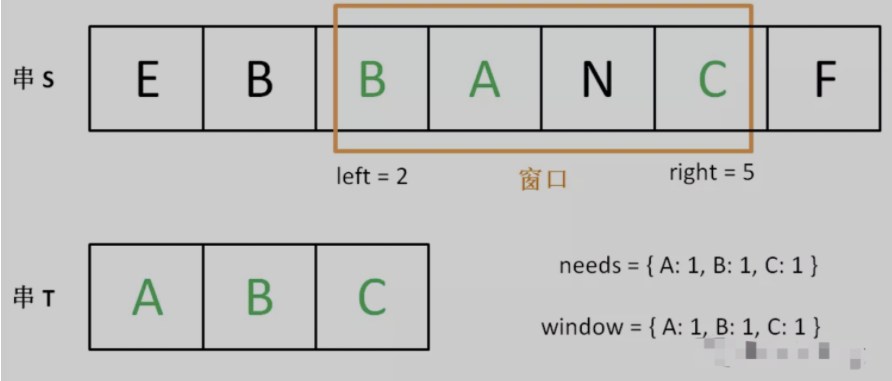 串 S E B B A N C F
left = 2 窗口 right = 5
串 T A B C
needs = { A: 1, B: 1, C: 1 }
window = { A: 1, B: 1, C: 1 }